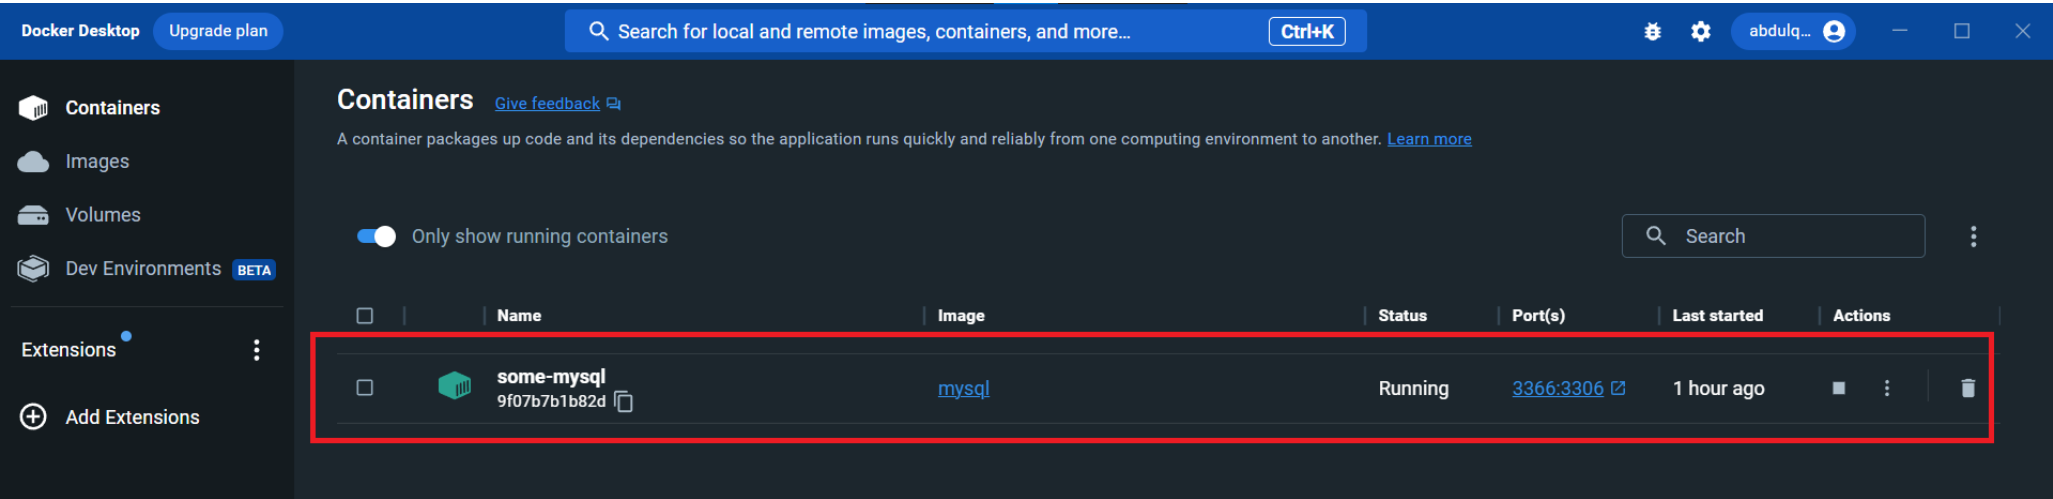 Docker Desktop Upgrade plan Search for local and remote images, containers, and more... Ctrl+K abdulq...
Containers
Images
Volumes
Dev Environments BETA
Extensions
Add Extensions
Containers Give feedback
A container packages up code and its dependencies so the application runs quickly and reliably from one computing environment to another. Learn more
Only show running containers Search
Name Image Status Port(s) Last started Actions
some-mysql mysql Running 3366:3306 1 hour ago
9f07b7b1b82d